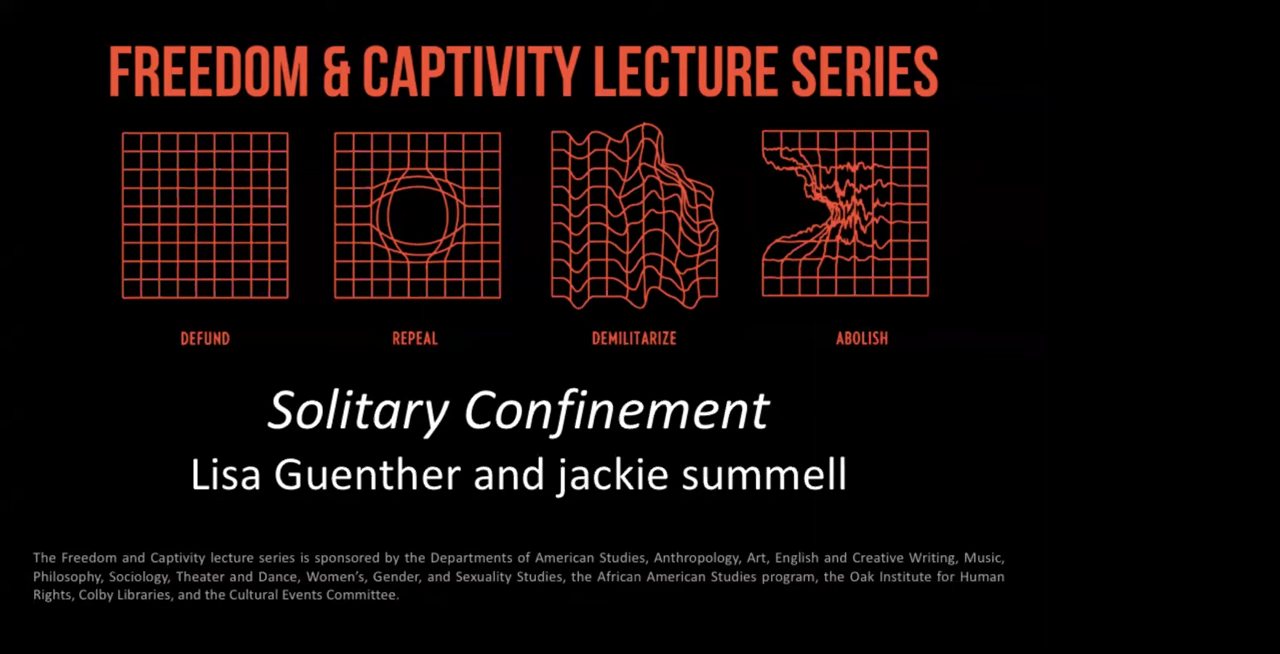 FREEDOM & CAPTIVITY LECTURE SERIES
DEFUND
REPEAL
DEMILITARIZE
ABOLISH
Solitary Confinement
Lisa Guenther and jackie summell
The Freedom and Captivity lecture series is sponsored by the Departments of American Studies, Anthropology, Art, English and Creative Writing, Music,
Philosophy, Sociology, Theater and Dance, Women's, Gender, and Sexuality Studies, the African American Studies program, the Oak Institute for Human
Rights, Colby Libraries, and the Cultural Events Committee.